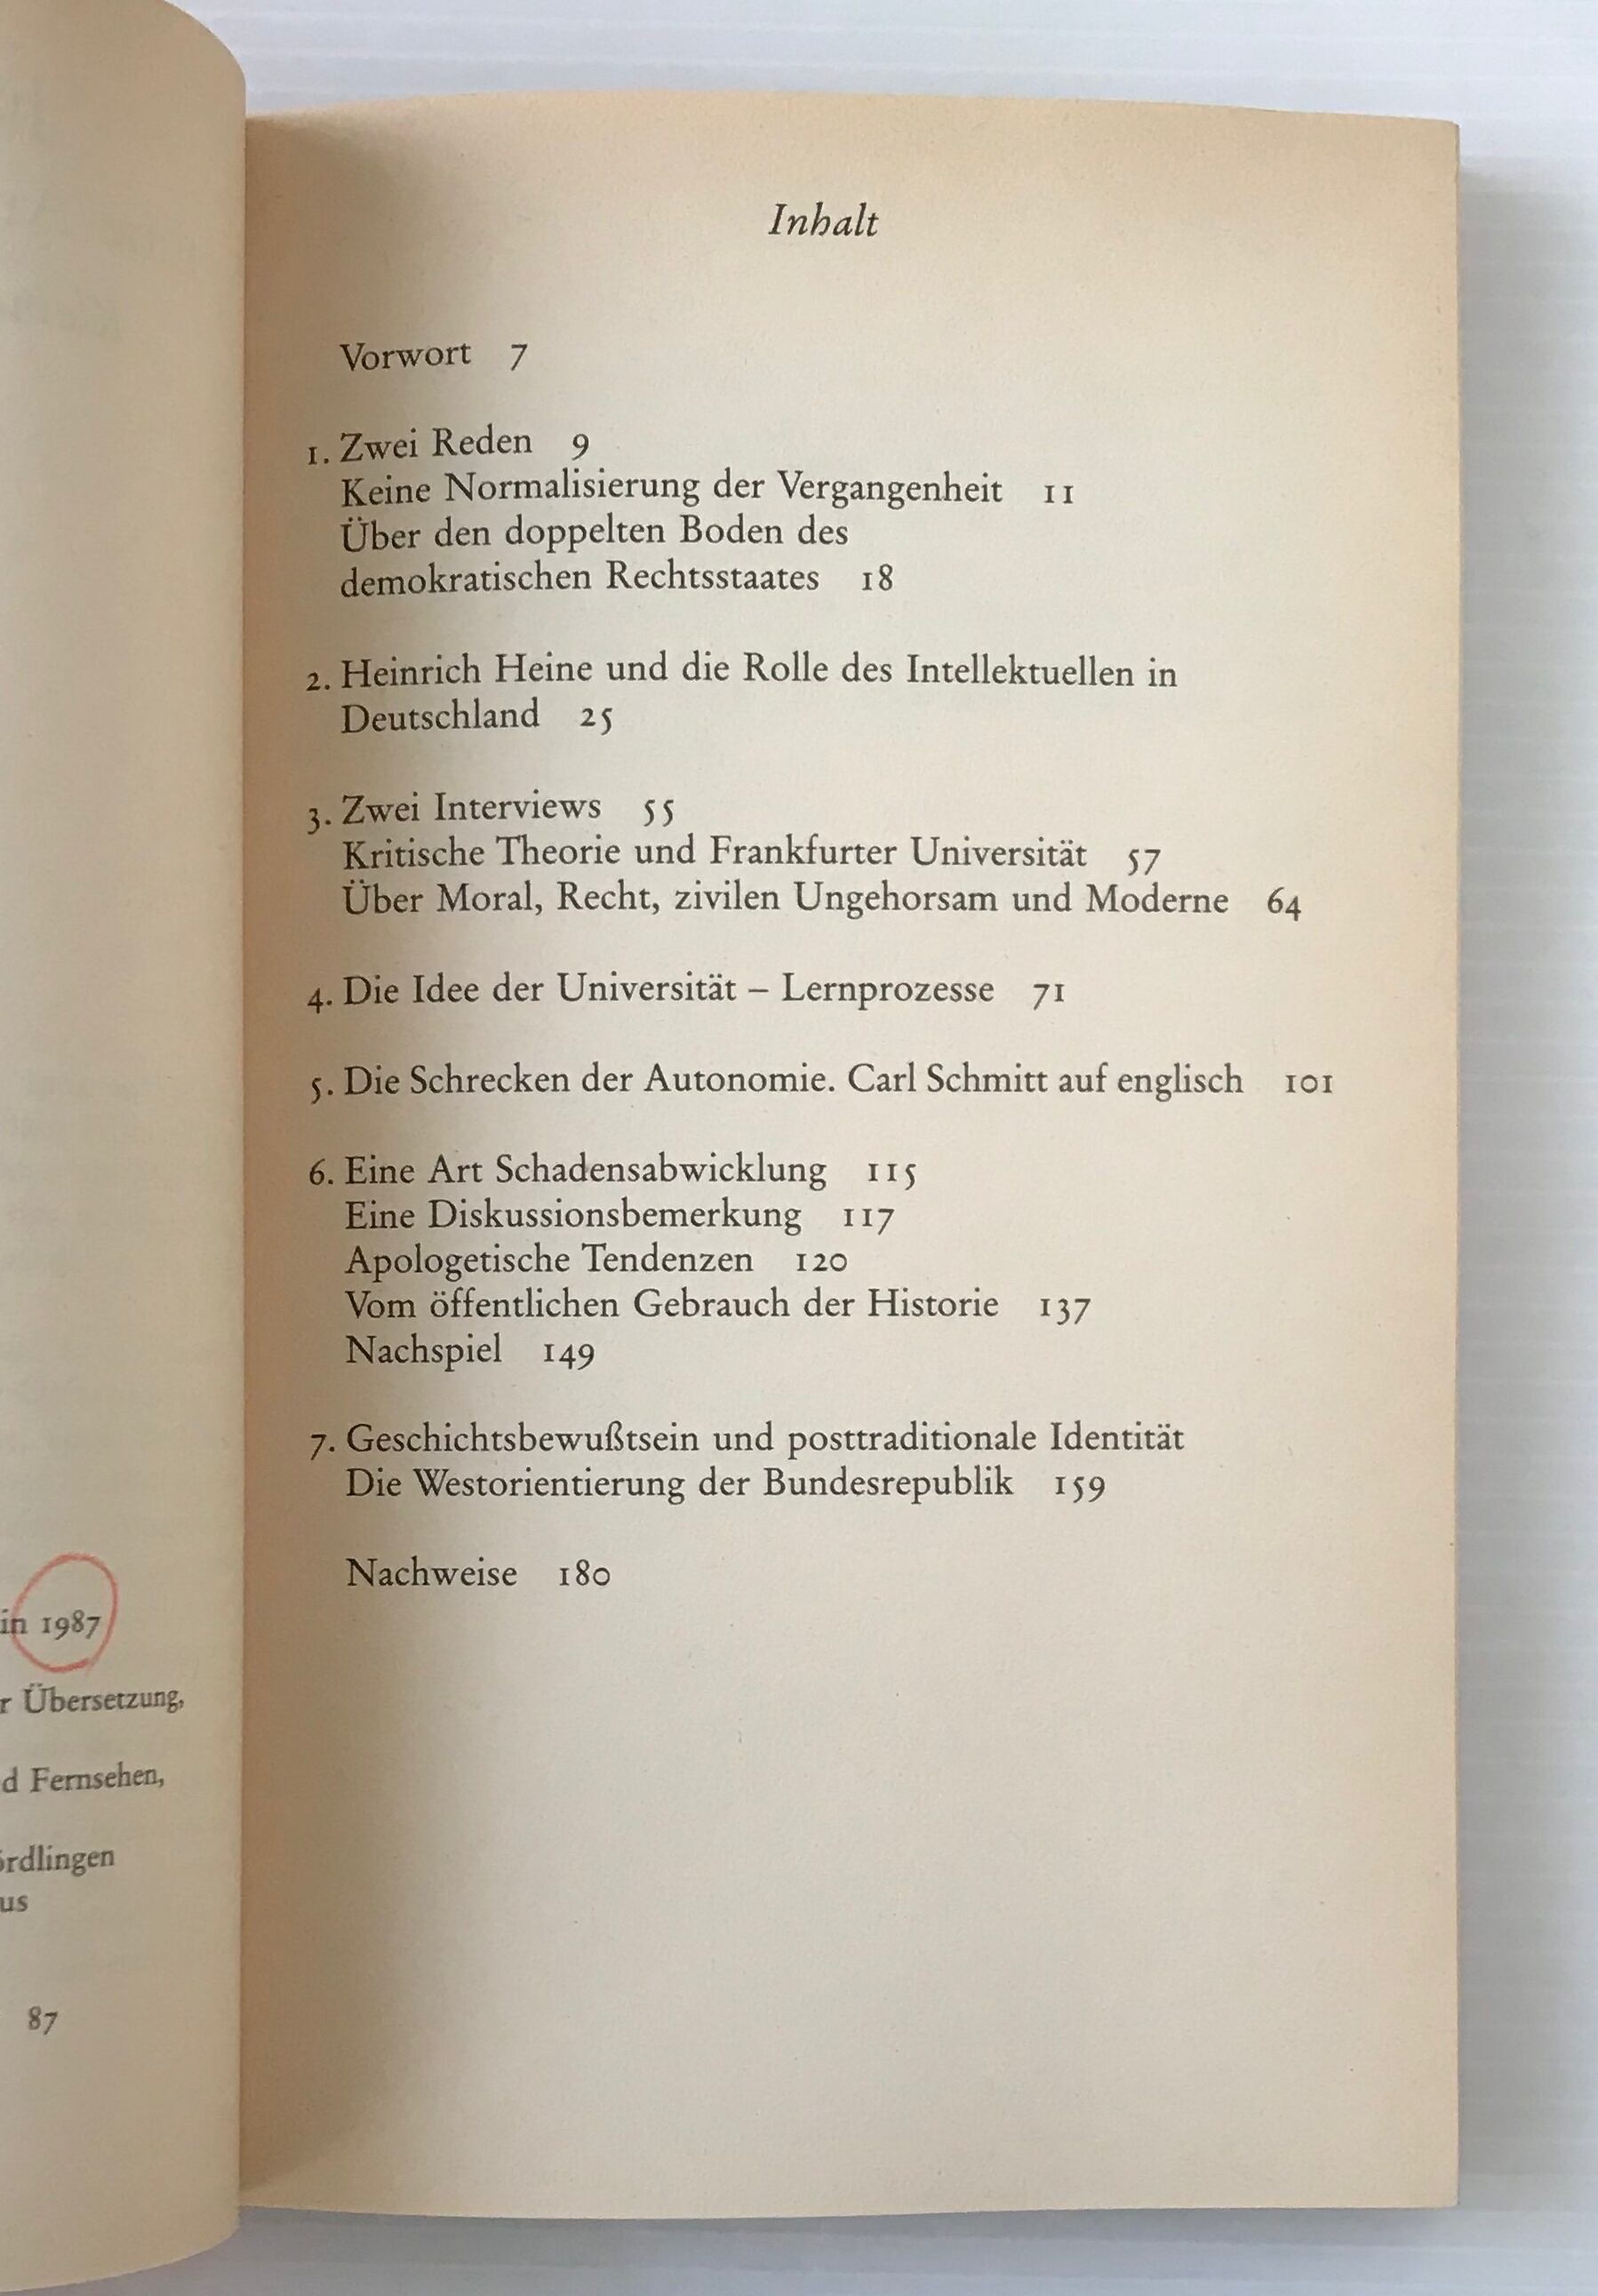 in 1987
r Übersetzung,
d Fernsehen,
ördlingen
us
87
Inhalt
Vorwort 7
1. Zwei Reden 9
Keine Normalisierung der Vergangenheit 11
Über den doppelten Boden des
demokratischen Rechtsstaates 18
2. Heinrich Heine und die Rolle des Intellektuellen in
Deutschland 25
3. Zwei Interviews 55
Kritische Theorie und Frankfurter Universität 57
Über Moral, Recht, zivilen Ungehorsam und Moderne 64
4. Die Idee der Universität – Lernprozesse 71
5. Die Schrecken der Autonomie. Carl Schmitt auf englisch 101
6. Eine Art Schadensabwicklung 115
Eine Diskussionsbemerkung 117
Apologetische Tendenzen 120
Vom öffentlichen Gebrauch der Historie 137
Nachspiel 149
7. Geschichtsbewußtsein und posttraditionale Identität
Die Westorientierung der Bundesrepublik 159
Nachweise 180